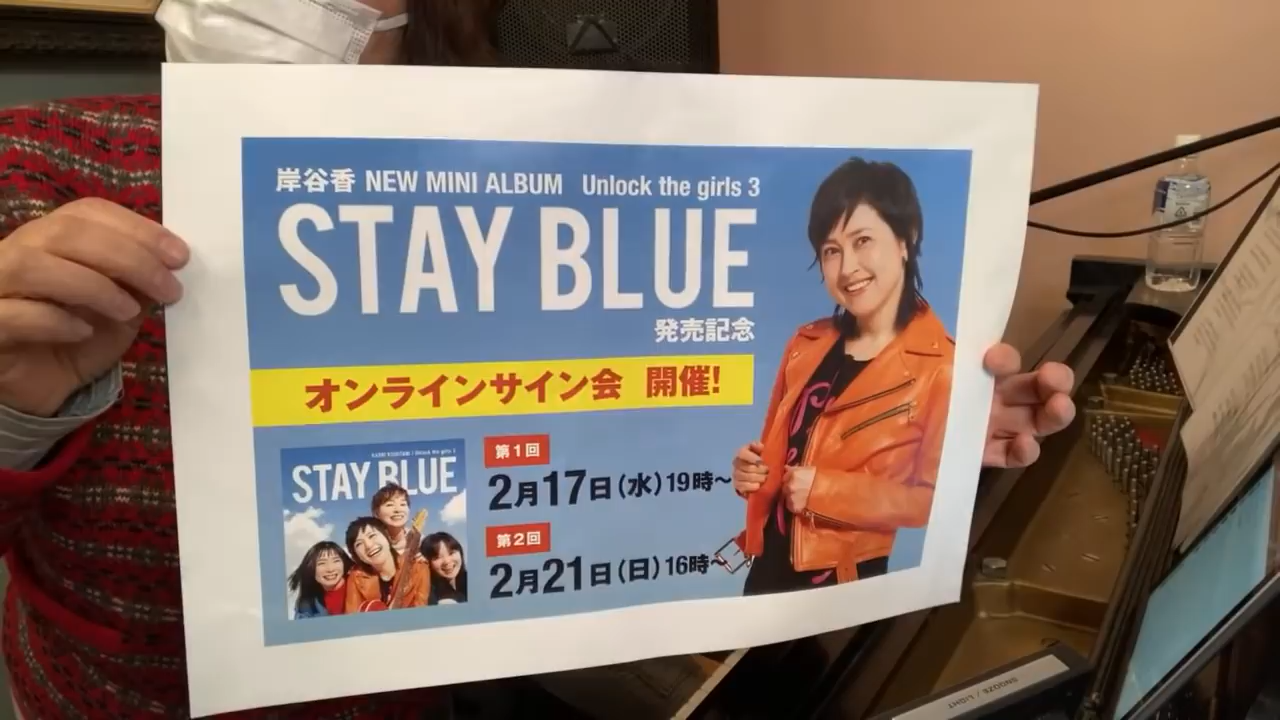 岸谷香 NEW MINI ALBUM Unlock the girls 3
STAY BLUE
発売記念
オンラインサイン会 開催!
STAY BLUE
第1回
2月17日(水)19時~
第2回
2月21日(日)16時~
SNOOZE / LIGHT